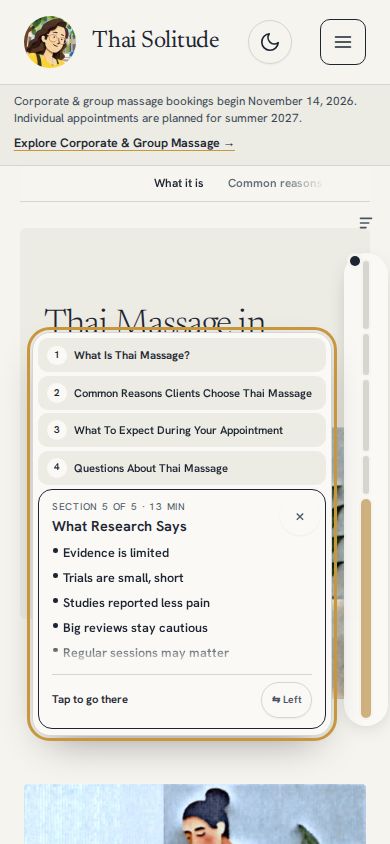 Thai Solitude
Corporate & group massage bookings begin November 14, 2026.
Individual appointments are planned for summer 2027.
Explore Corporate & Group Massage →
What it is
Common reasons
Thai Massage in
1 What Is Thai Massage?
2 Common Reasons Clients Choose Thai Massage
3 What To Expect During Your Appointment
4 Questions About Thai Massage
SECTION 5 OF 5 · 13 MIN
What Research Says
×
• Evidence is limited
• Trials are small, short
• Studies reported less pain
• Big reviews stay cautious
• Regular sessions may matter
Tap to go there
⇆ Left